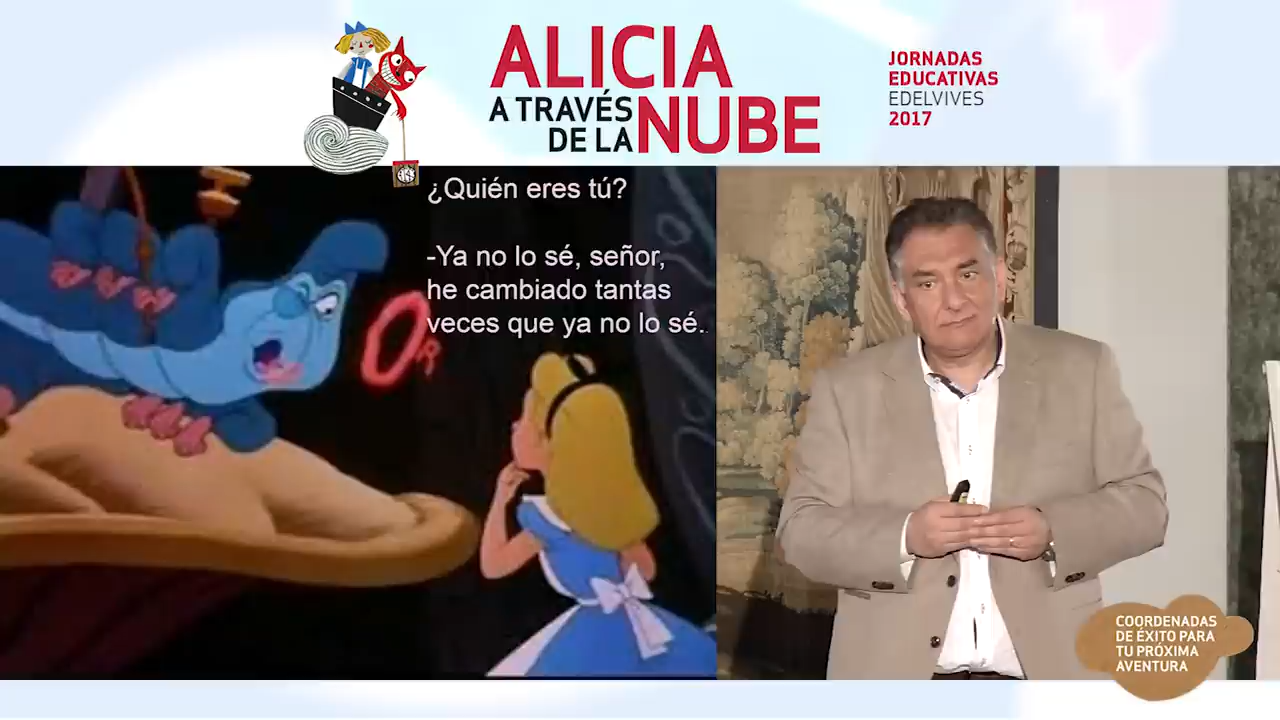 ALICIA
A TRAVÉS
DE LA NUBE
JORNADAS
EDUCATIVAS
EDELVIVES
2017
¿Quién eres tú?
-Ya no lo sé, señor,
he cambiado tantas
veces que ya no lo sé.
OR
COORDENADAS
DE ÉXITO PARA
TU PRÓXIMA
AVENTURA